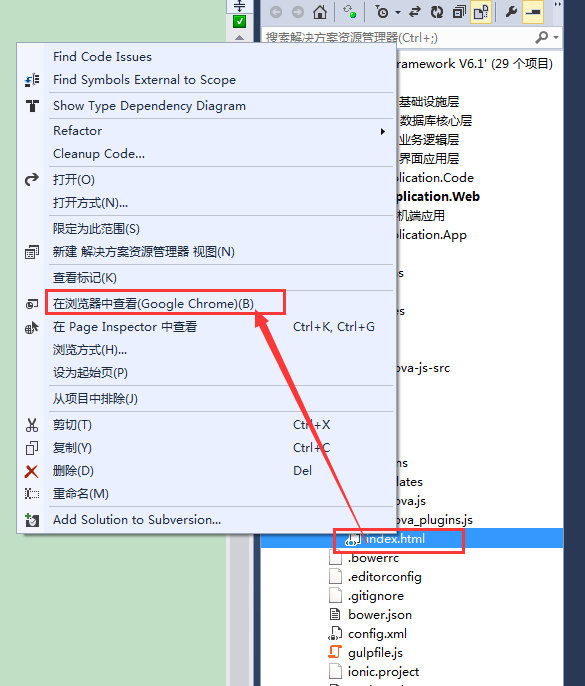 搜索解决方案资源管理器(Ctrl+;)
Find Code Issues
Find Symbols External to Scope
Show Type Dependency Diagram
Refactor
Cleanup Code...
打开(O)
打开方式(N)...
限定为此范围(S)
新建 解决方案资源管理器 视图(N)
查看标记(K)
在浏览器中查看(Google Chrome)(B)
在 Page Inspector 中查看 Ctrl+K, Ctrl+G
浏览方式(H)...
设为起始页(P)
从项目中排除(J)
剪切(T) Ctrl+X
复制(Y) Ctrl+C
删除(D) Del
重命名(M)
Add Solution to Subversion...
ramework V6.1' (29 个项目)
基础设施层
数据库核心层
业务逻辑层
界面应用层
lication.Code
plication.Web
机端应用
lication.App
s
es
ova-js-src
ns
lates
ova.js
ova_plugins.js
index.html
.bowerrc
.editorconfig
.gitignore
bower.json
config.xml
gulpfile.js
ionic.project